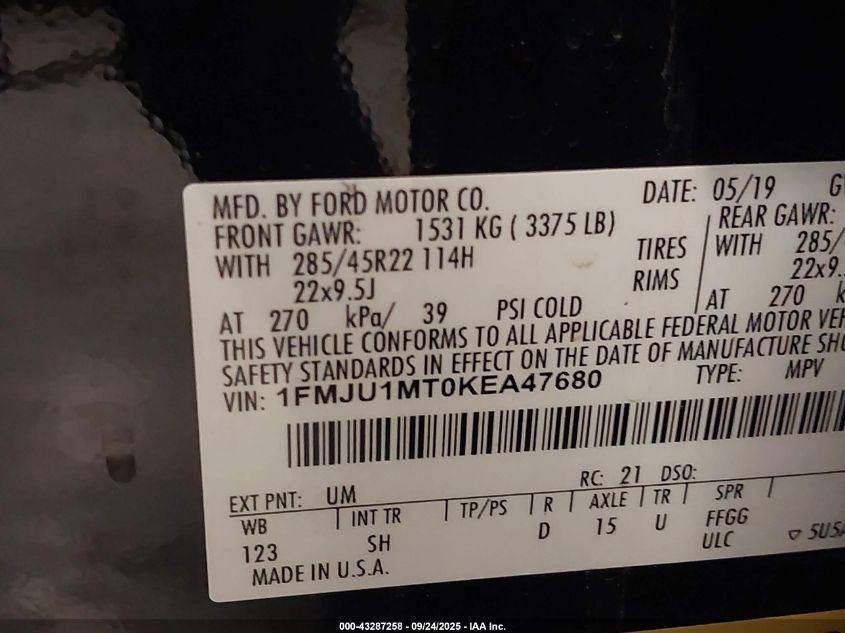 MFD. BY FORD MOTOR CO. DATE: 05/19
FRONT GAWR: 1531 KG ( 3375 LB) REAR GAWR:
WITH 285/45R22 114H TIRES WITH 285/
22x9.5J RIMS 22x9.
AT 270 kPa/ 39 PSI COLD AT 270
THIS VEHICLE CONFORMS TO ALL APPLICABLE FEDERAL MOTOR VEH
SAFETY STANDARDS IN EFFECT ON THE DATE OF MANUFACTURE SHO
VIN: 1FMJU1MT0KEA47680 TYPE: MPV
RC: 21 DSO:
EXT PNT: UM
WB INT TR TP/PS R AXLE TR SPR
123 SH D 15 U FFGG
ULC 5U5A
MADE IN U.S.A.
000-43287258 - 09/24/2025 - IAA Inc.